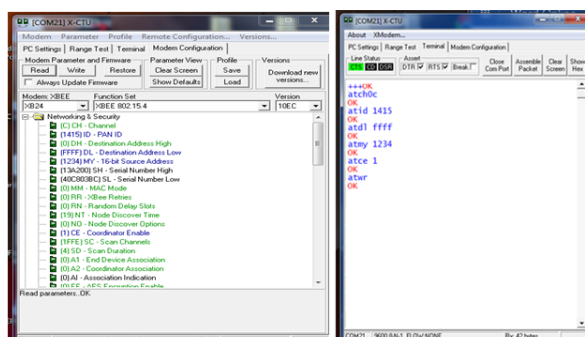 [COM21] X-CTU
Modem Parameter Profile Remote Configuration... Versions...
PC Settings Range Test Terminal Modem Configuration
Modem Parameter and Firmware Parameter View Profile Versions
Read Write Restore Clear Screen Save Download new versions...
Always Update Firmware Show Defaults Load
Modem: XBEE Function Set Version
XB24 XBEE 802.15.4 10EC
Networking & Security
(C) CH - Channel
(1415) ID - PAN ID
(0) DH - Destination Address High
(FFFF) DL - Destination Address Low
(1234) MY - 16-bit Source Address
(13A200) SH - Serial Number High
(40C803BC) SL - Serial Number Low
(0) MM - MAC Mode
(0) RR - XBee Retries
(0) RN - Random Delay Slots
(19) NT - Node Discover Time
(0) NO - Node Discover Options
(1) CE - Coordinator Enable
(1FFE) SC - Scan Channels
(4) SD - Scan Duration
(0) A1 - End Device Association
(0) A2 - Coordinator Association
(0) AI - Association Indication
(0) EE - AES Encryption Enable
Read parameters..OK
[COM21] X-CTU
About XModem...
PC Settings Range Test Terminal Modem Configuration
Line Status Assert
CTS CD DSR DTR RTS Break
Close Com Port
Assemble Packet
Clear Screen
Show Hex
+++OK
atch0c
OK
atid 1415
OK
atdl ffff
OK
atmy 1234
OK
atce 1
OK
atwr
OK
COM21 9600 8-N-1 FLOW:NONE Rx: 42 bytes